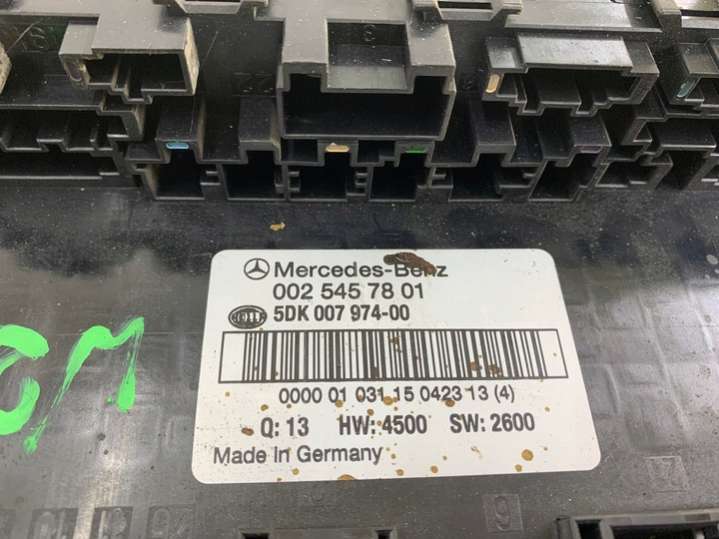 Mercedes-Benz
002 545 78 01
HELLA 5DK 007 974-00
0000 01 031 15 0423 13 (4)
Q: 13 HW: 4500 SW: 2600
Made in Germany